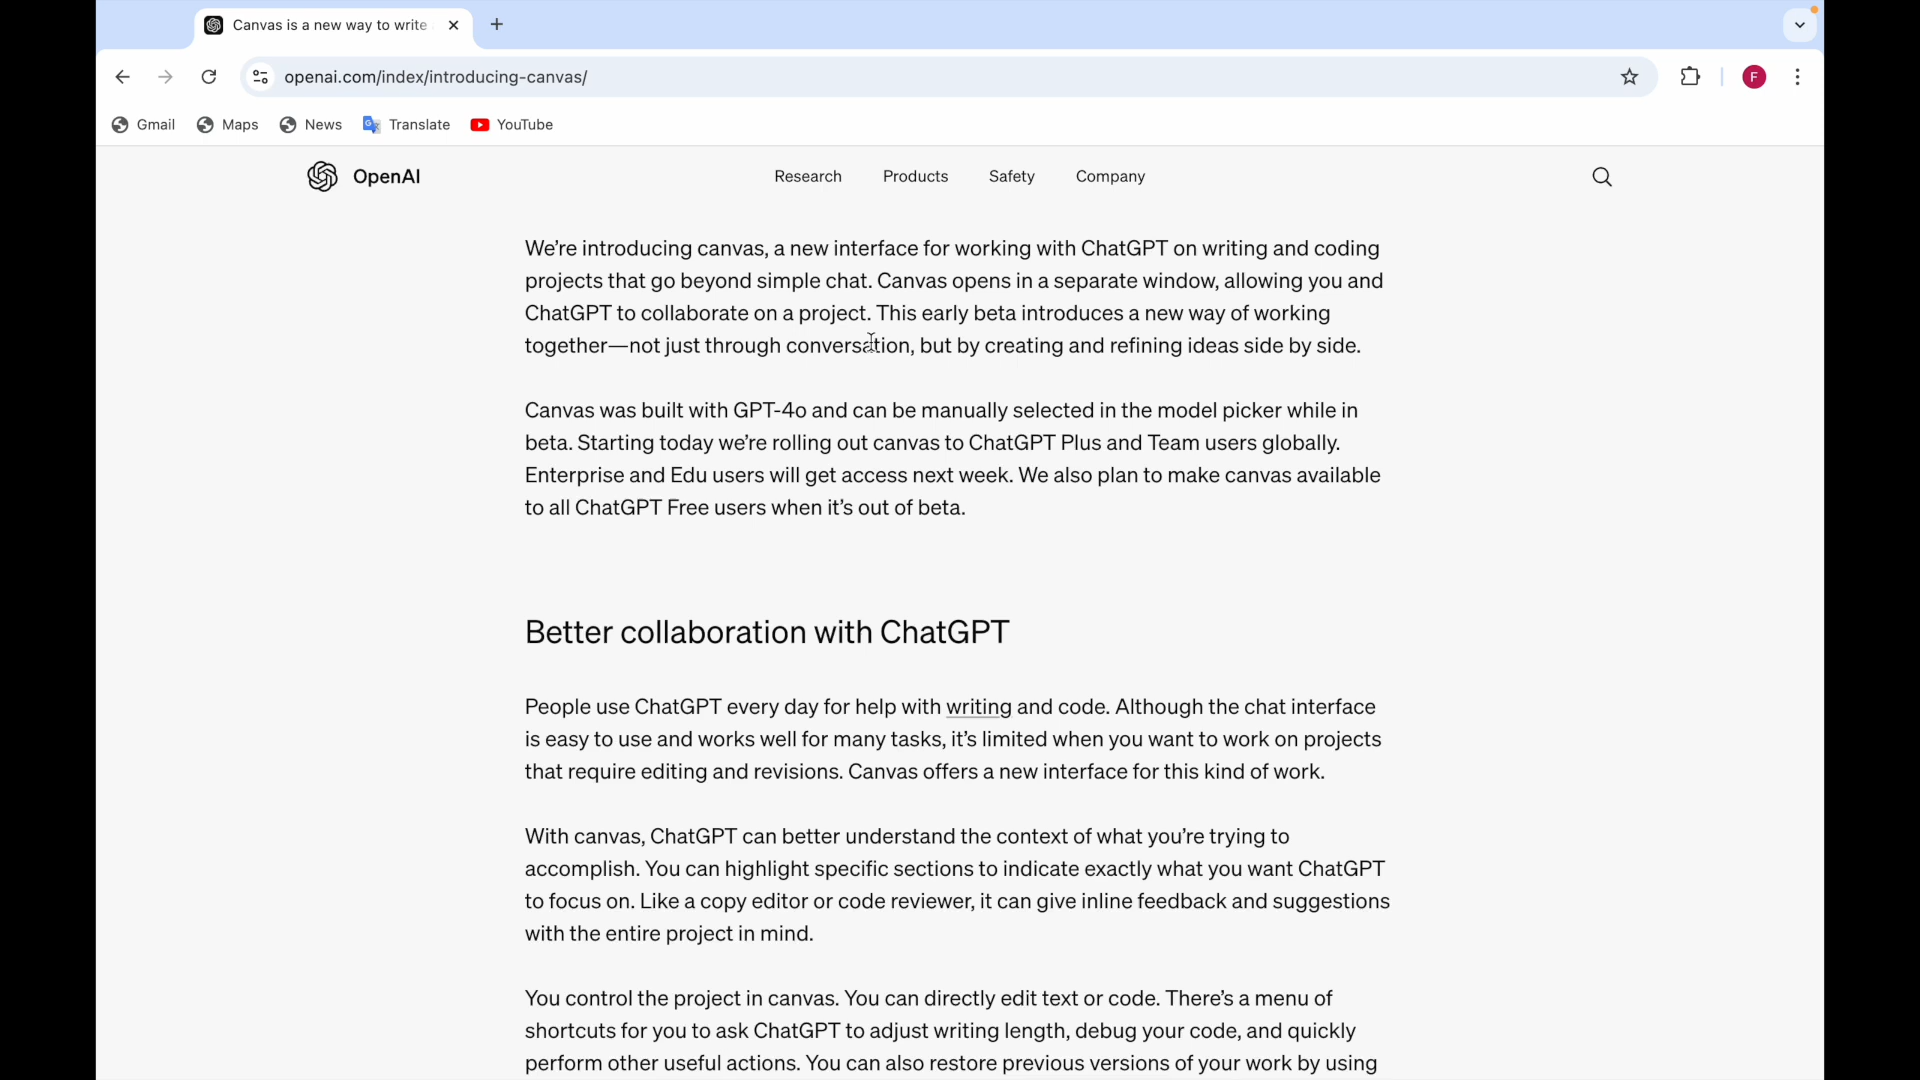 Canvas is a new way to write
openai.com/index/introducing-canvas/
F
Gmail
Maps
News
Translate
YouTube
OpenAI
Research
Products
Safety
Company
We’re introducing canvas, a new interface for working with ChatGPT on writing and coding
projects that go beyond simple chat. Canvas opens in a separate window, allowing you and
ChatGPT to collaborate on a project. This early beta introduces a new way of working
together—not just through conversation, but by creating and refining ideas side by side.
Canvas was built with GPT-4o and can be manually selected in the model picker while in
beta. Starting today we’re rolling out canvas to ChatGPT Plus and Team users globally.
Enterprise and Edu users will get access next week. We also plan to make canvas available
to all ChatGPT Free users when it’s out of beta.
Better collaboration with ChatGPT
People use ChatGPT every day for help with writing and code. Although the chat interface
is easy to use and works well for many tasks, it’s limited when you want to work on projects
that require editing and revisions. Canvas offers a new interface for this kind of work.
With canvas, ChatGPT can better understand the context of what you’re trying to
accomplish. You can highlight specific sections to indicate exactly what you want ChatGPT
to focus on. Like a copy editor or code reviewer, it can give inline feedback and suggestions
with the entire project in mind.
You control the project in canvas. You can directly edit text or code. There’s a menu of
shortcuts for you to ask ChatGPT to adjust writing length, debug your code, and quickly
perform other useful actions. You can also restore previous versions of your work by using